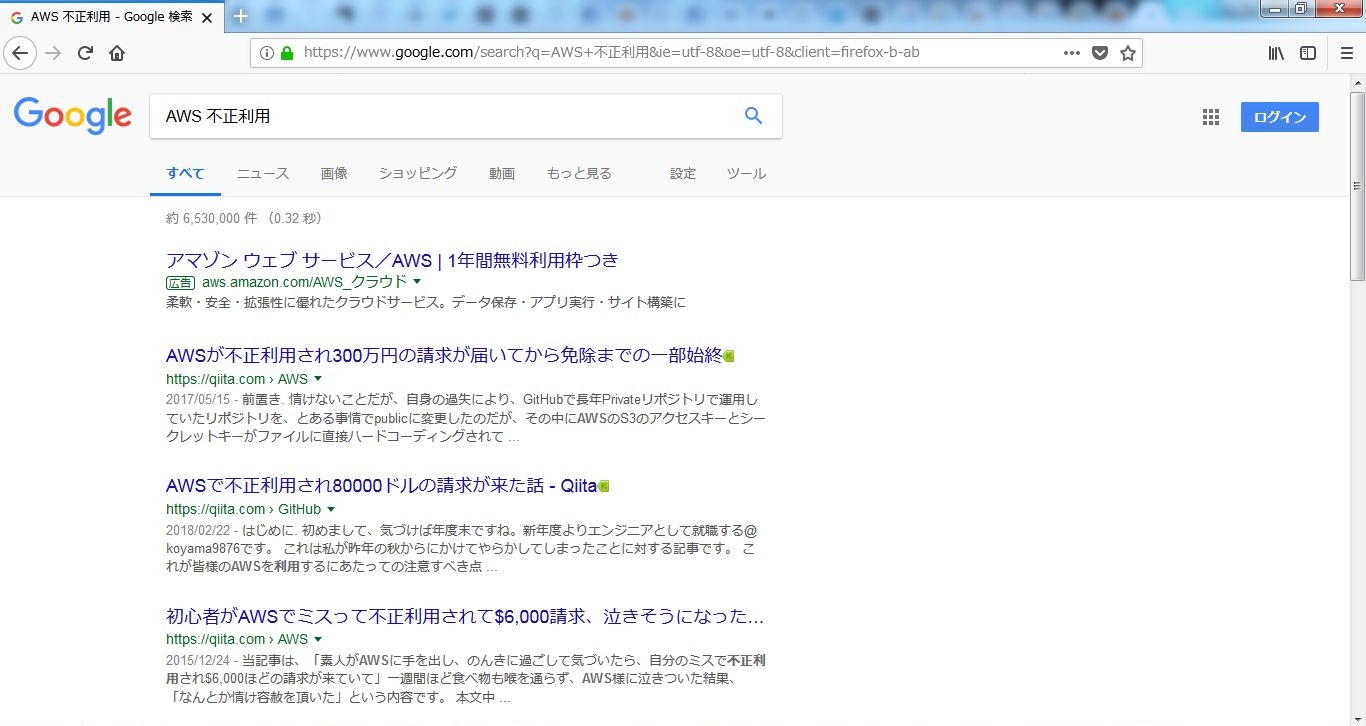 AWS 不正利用 - Google 検索
https://www.google.com/search?q=AWS+不正利用&ie=utf-8&oe=utf-8&client=firefox-b-ab
Google
AWS 不正利用
ログイン
すべて ニュース 画像 ショッピング 動画 もっと見る 設定 ツール
約 6,530,000 件 (0.32 秒)
アマゾン ウェブ サービス／AWS | 1年間無料利用枠つき
広告 aws.amazon.com/AWS_クラウド
柔軟・安全・拡張性に優れたクラウドサービス。データ保存・アプリ実行・サイト構築に
AWSが不正利用され300万円の請求が届いてから免除までの一部始終
https://qiita.com › AWS
2017/05/15 - 前置き. 情けないことだが、自身の過失により、GitHubで長年Privateリポジトリで運用し
ていたリポジトリを、とある事情でpublicに変更したのだが、その中にAWSのS3のアクセスキーとシー
クレットキーがファイルに直接ハードコーディングされて ...
AWSで不正利用され80000ドルの請求が来た話 - Qiita
https://qiita.com › GitHub
2018/02/22 - はじめに. 初めまして、気づけば年度末ですね。新年度よりエンジニアとして就職する@
koyama9876です。 これは私が昨年の秋からにかけてやらかしてしまったことに対する記事です。 こ
れが皆様のAWSを利用するにあたっての注意すべき点 ...
初心者がAWSでミスって不正利用されて$6,000請求、泣きそうになった...
https://qiita.com › AWS
2015/12/24 - 当記事は、「素人がAWSに手を出し、のんきに過ごして気づいたら、自分のミスで不正利
用され$6,000ほどの請求が来ていて」一週間ほど食べ物も喉を通らず、AWS様に泣きついた結果、
「なんとか情け容赦を頂いた」という内容です。 本文中 ...